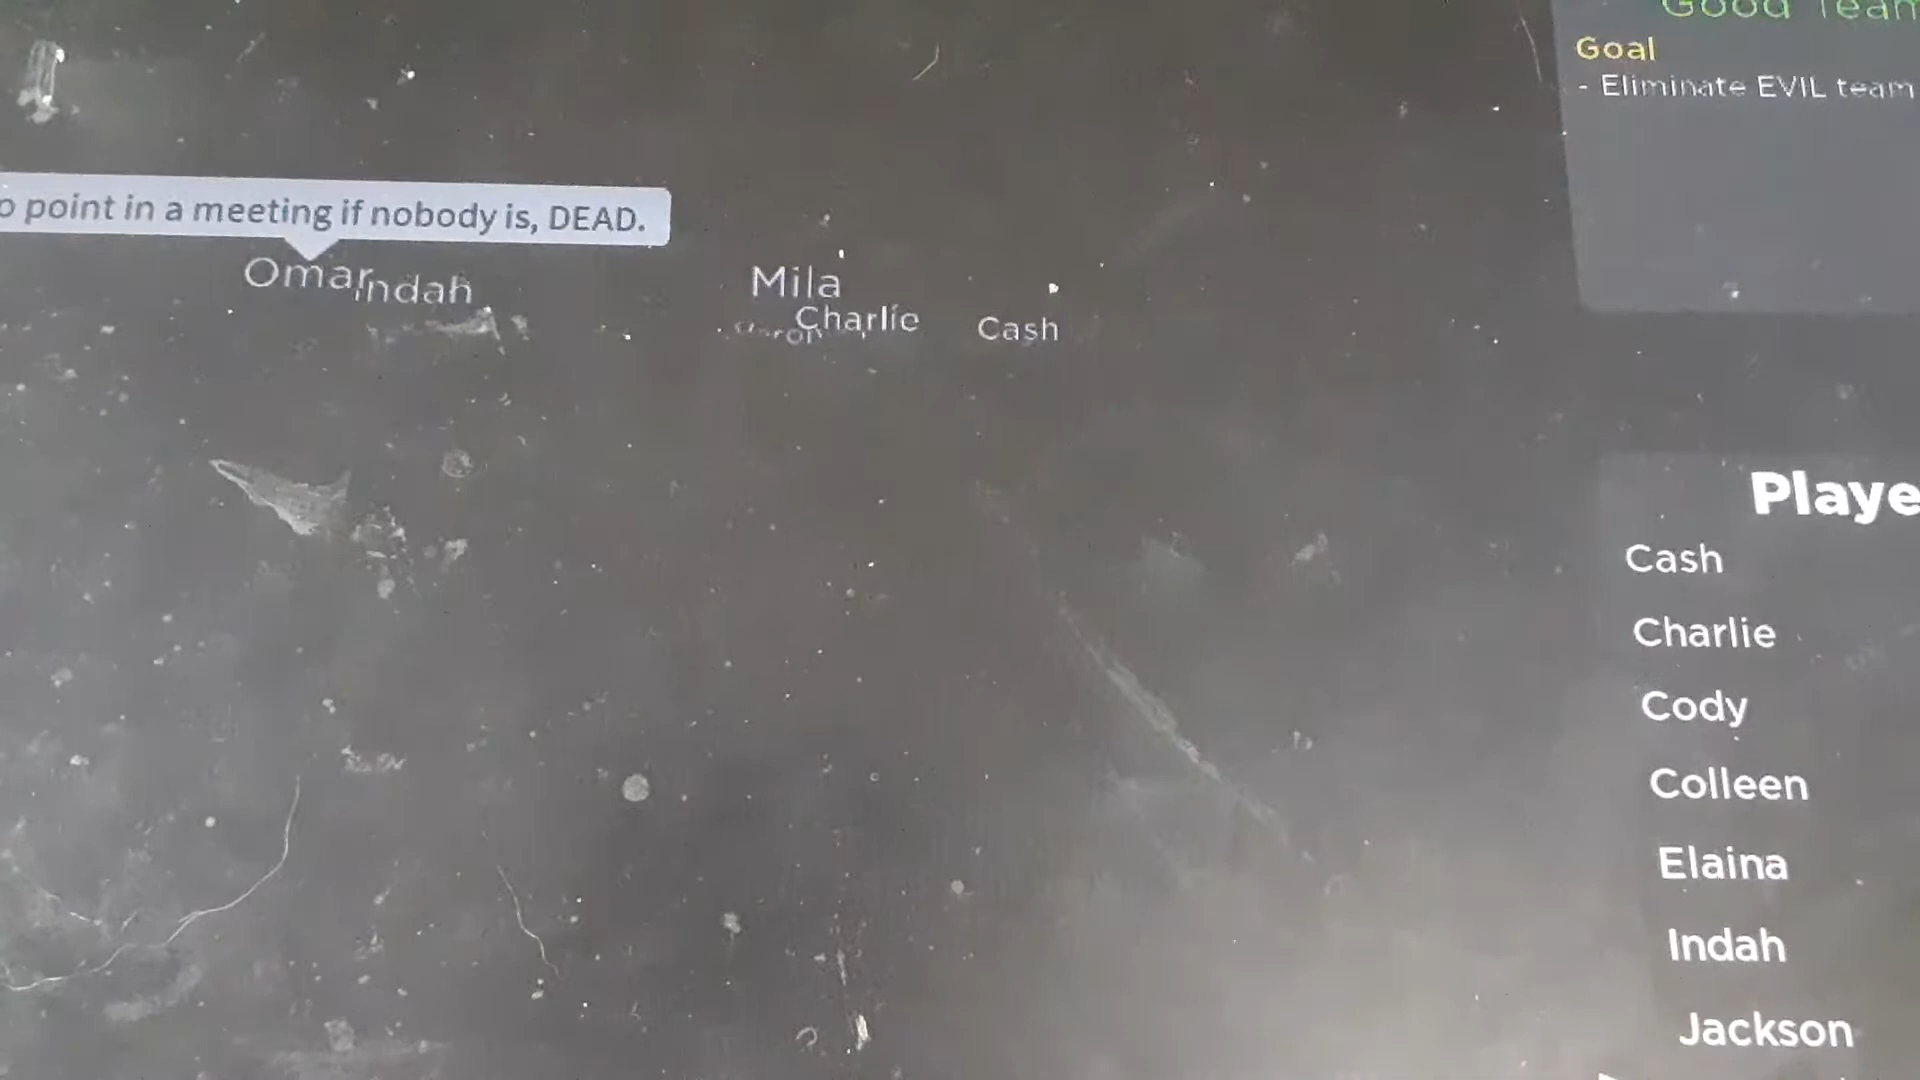 Good Team
Goal
- Eliminate EVIL team
o point in a meeting if nobody is, DEAD.
Omar
Indah
Mila
Charlie
Cash
Playe
Cash
Charlie
Cody
Colleen
Elaina
Indah
Jackson